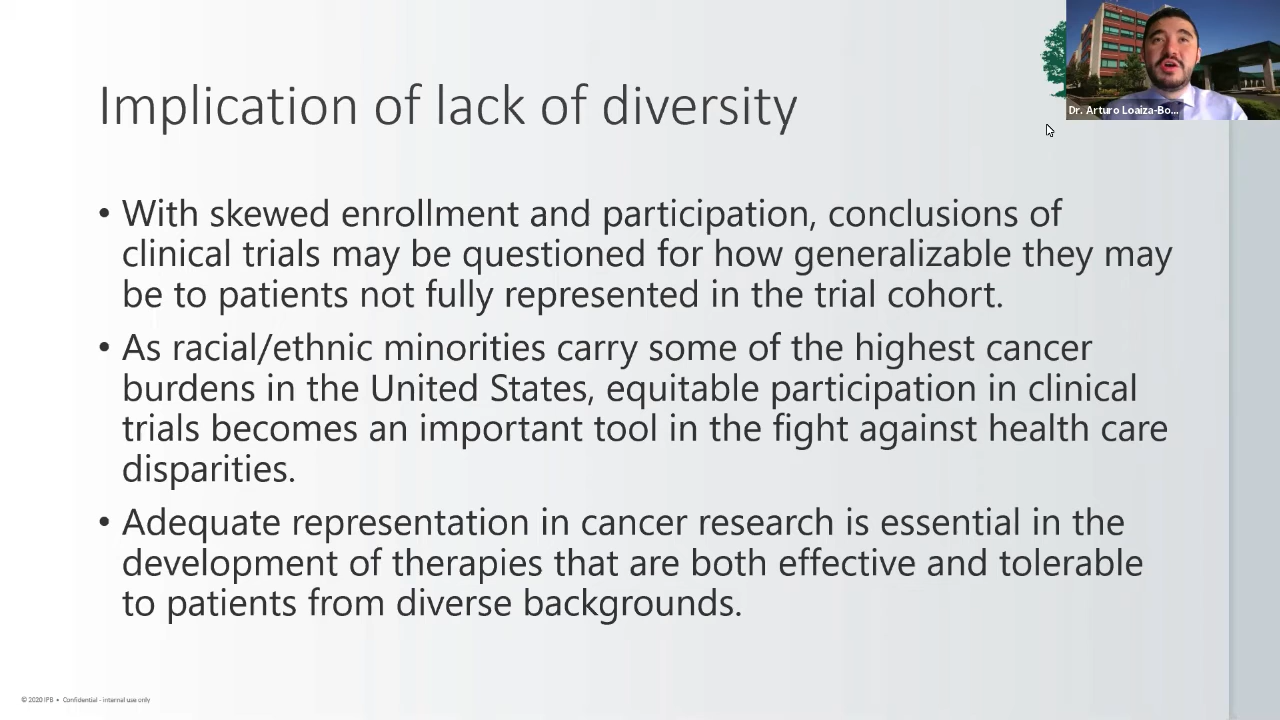 Implication of lack of diversity
Dr. Arturo Loaiza-Bo...
• With skewed enrollment and participation, conclusions of
clinical trials may be questioned for how generalizable they may
be to patients not fully represented in the trial cohort.
• As racial/ethnic minorities carry some of the highest cancer
burdens in the United States, equitable participation in clinical
trials becomes an important tool in the fight against health care
disparities.
• Adequate representation in cancer research is essential in the
development of therapies that are both effective and tolerable
to patients from diverse backgrounds.
© 2020 IPB • Confidential - internal use only